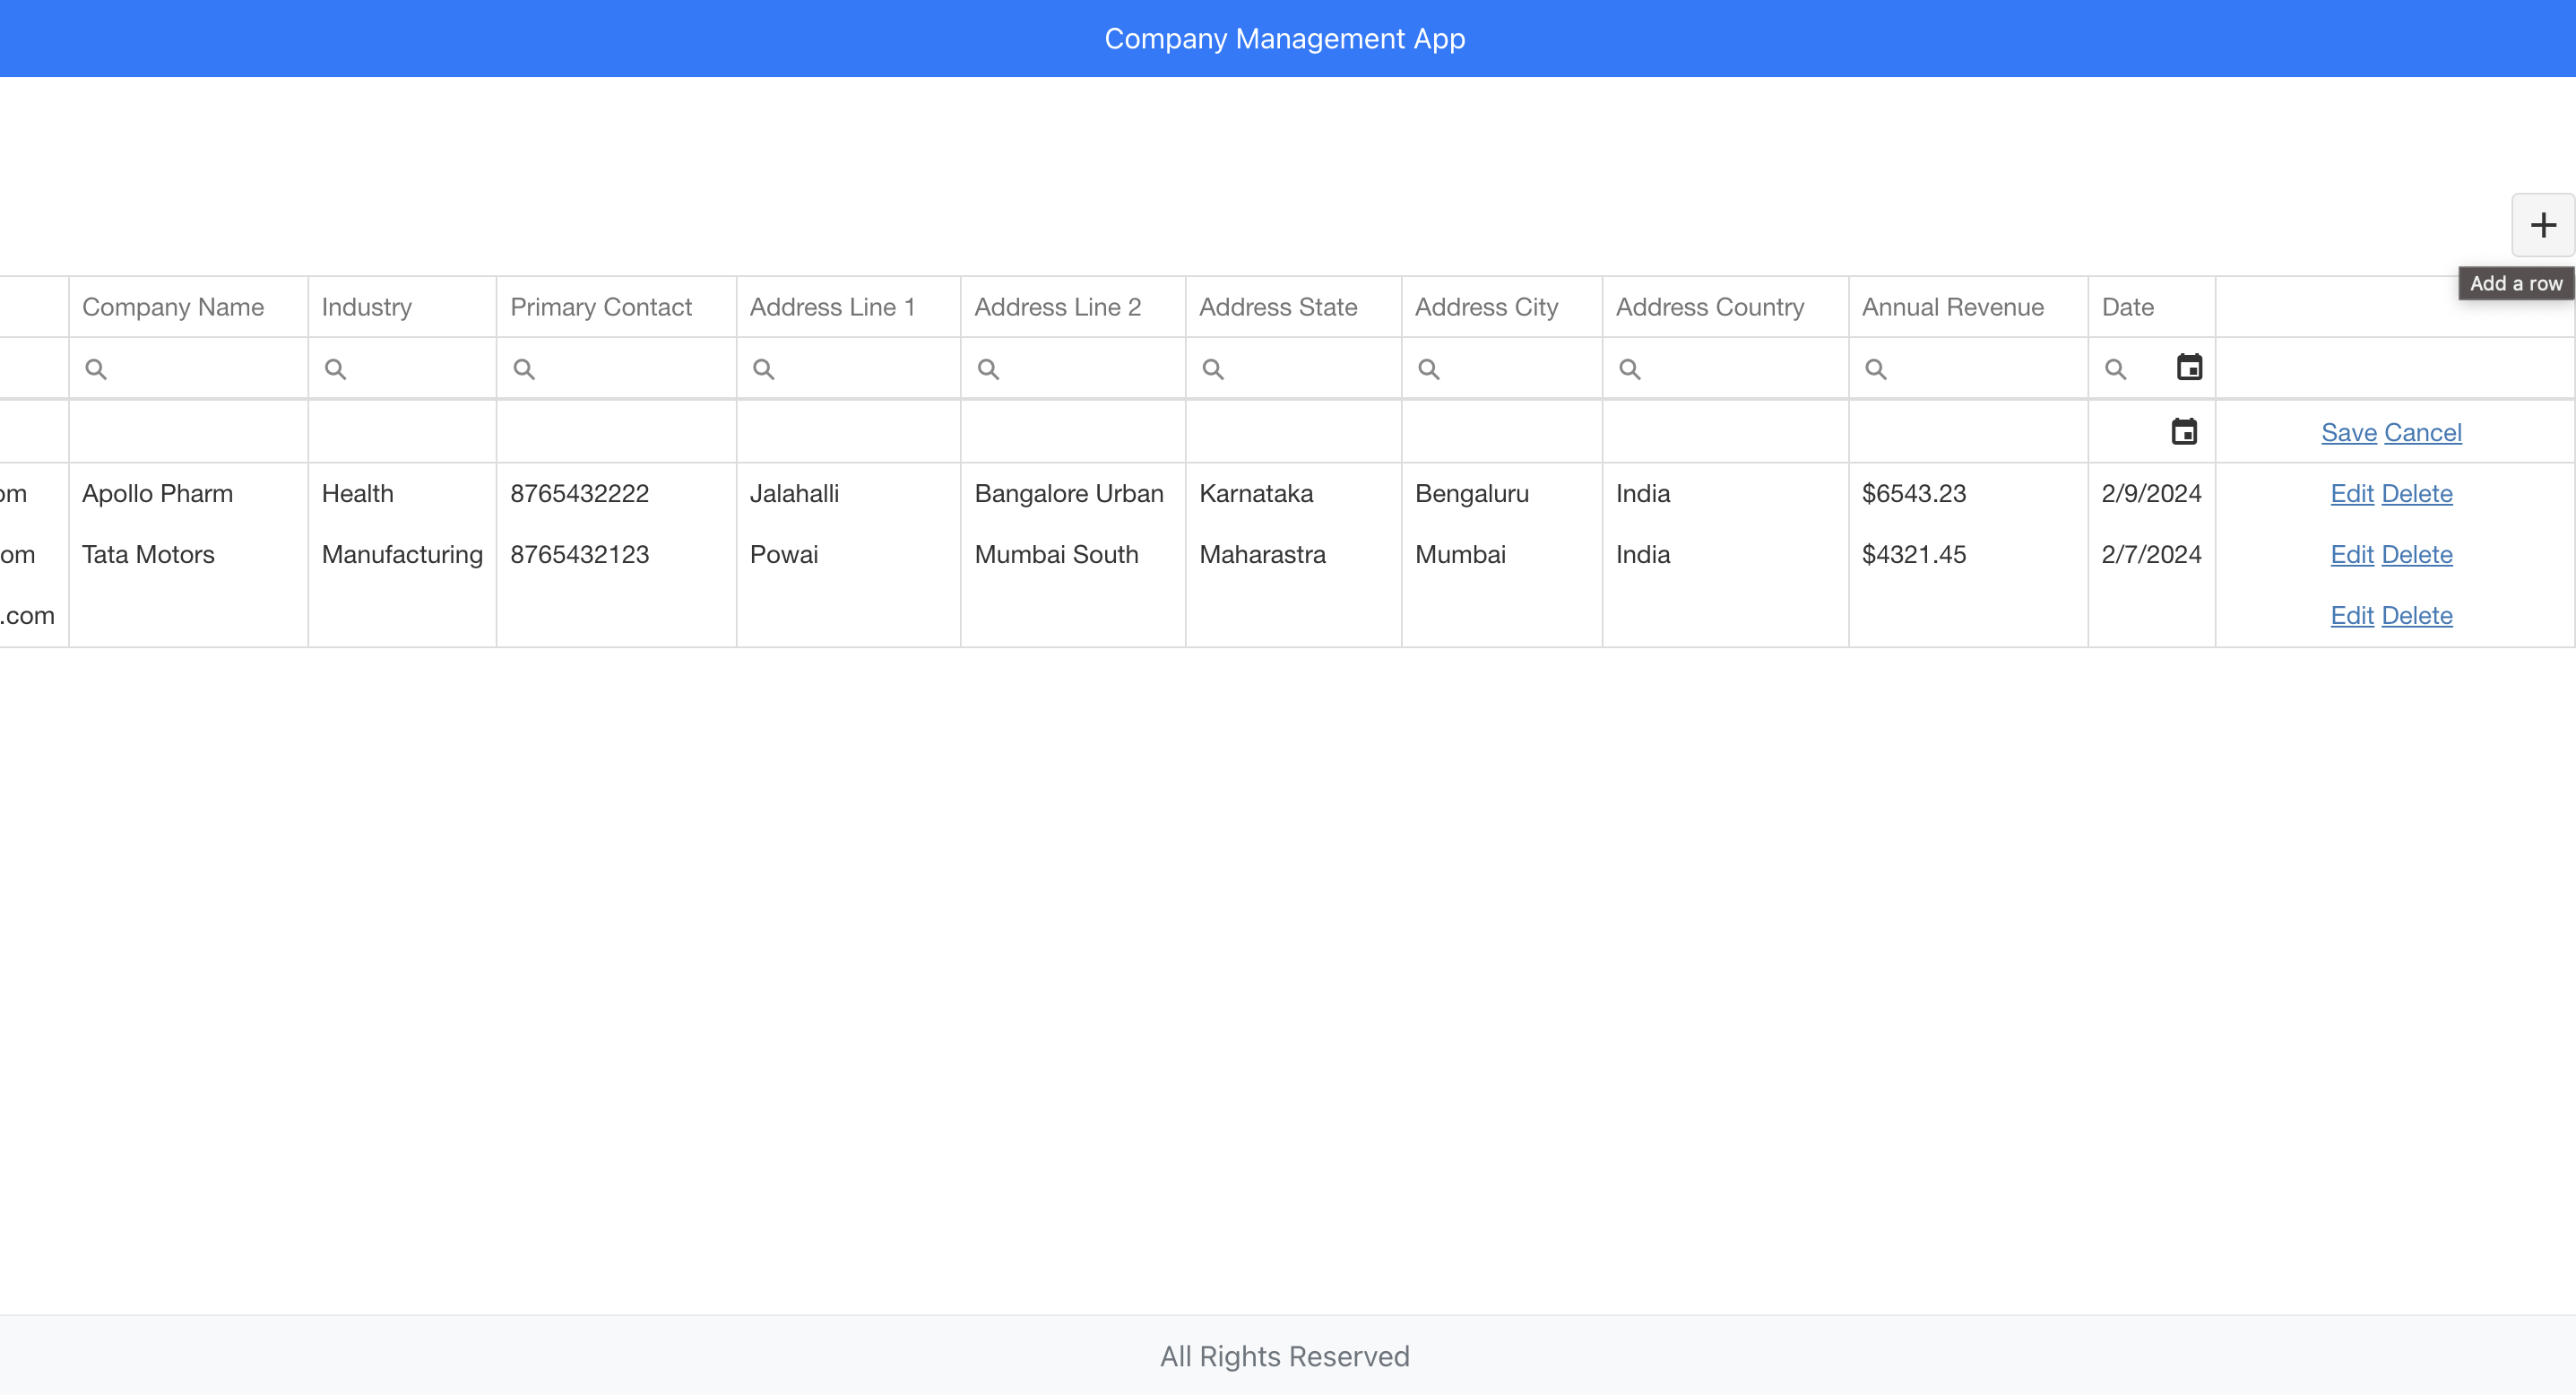 Company Management App
Add a row
Company Name Industry Primary Contact Address Line 1 Address Line 2 Address State Address City Address Country Annual Revenue Date
Save Cancel
om Apollo Pharm Health 8765432222 Jalahalli Bangalore Urban Karnataka Bengaluru India $6543.23 2/9/2024 Edit Delete
om Tata Motors Manufacturing 8765432123 Powai Mumbai South Maharastra Mumbai India $4321.45 2/7/2024 Edit Delete
.com Edit Delete
All Rights Reserved